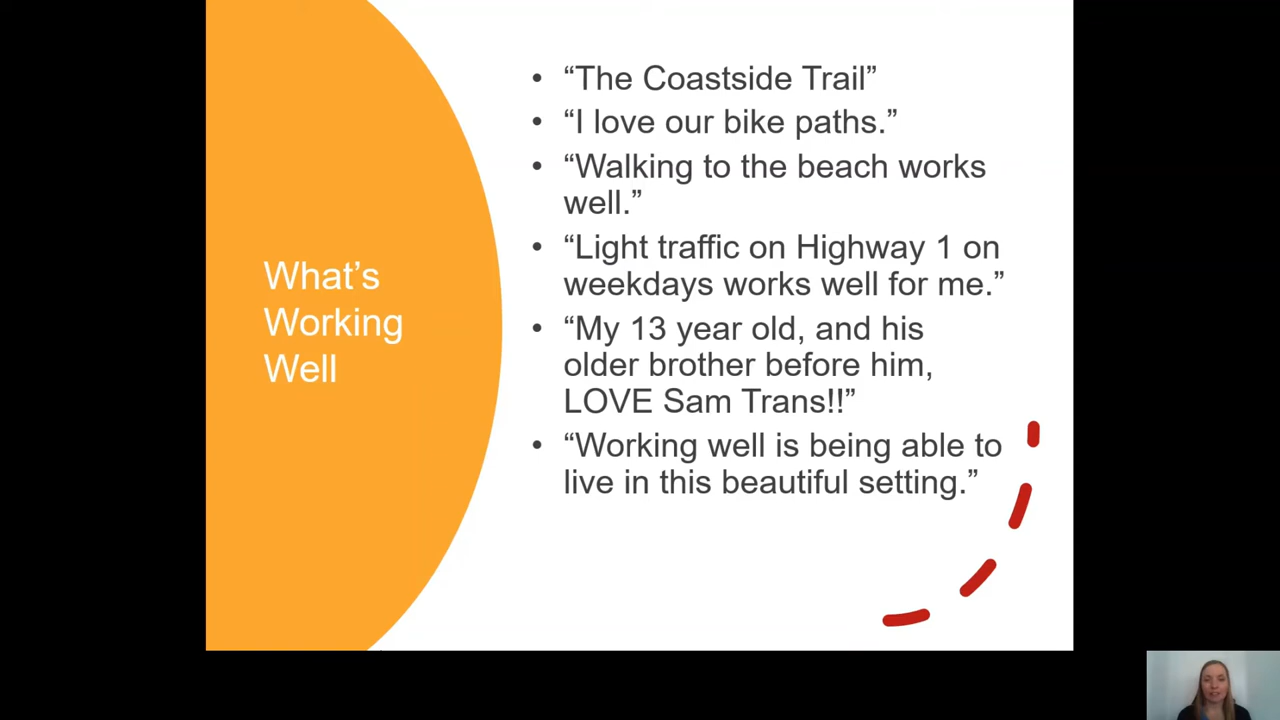 What's
Working
Well
• “The Coastside Trail”
• “I love our bike paths.”
• “Walking to the beach works
well.”
• “Light traffic on Highway 1 on
weekdays works well for me.”
• “My 13 year old, and his
older brother before him,
LOVE Sam Trans!!”
• “Working well is being able to
live in this beautiful setting.”